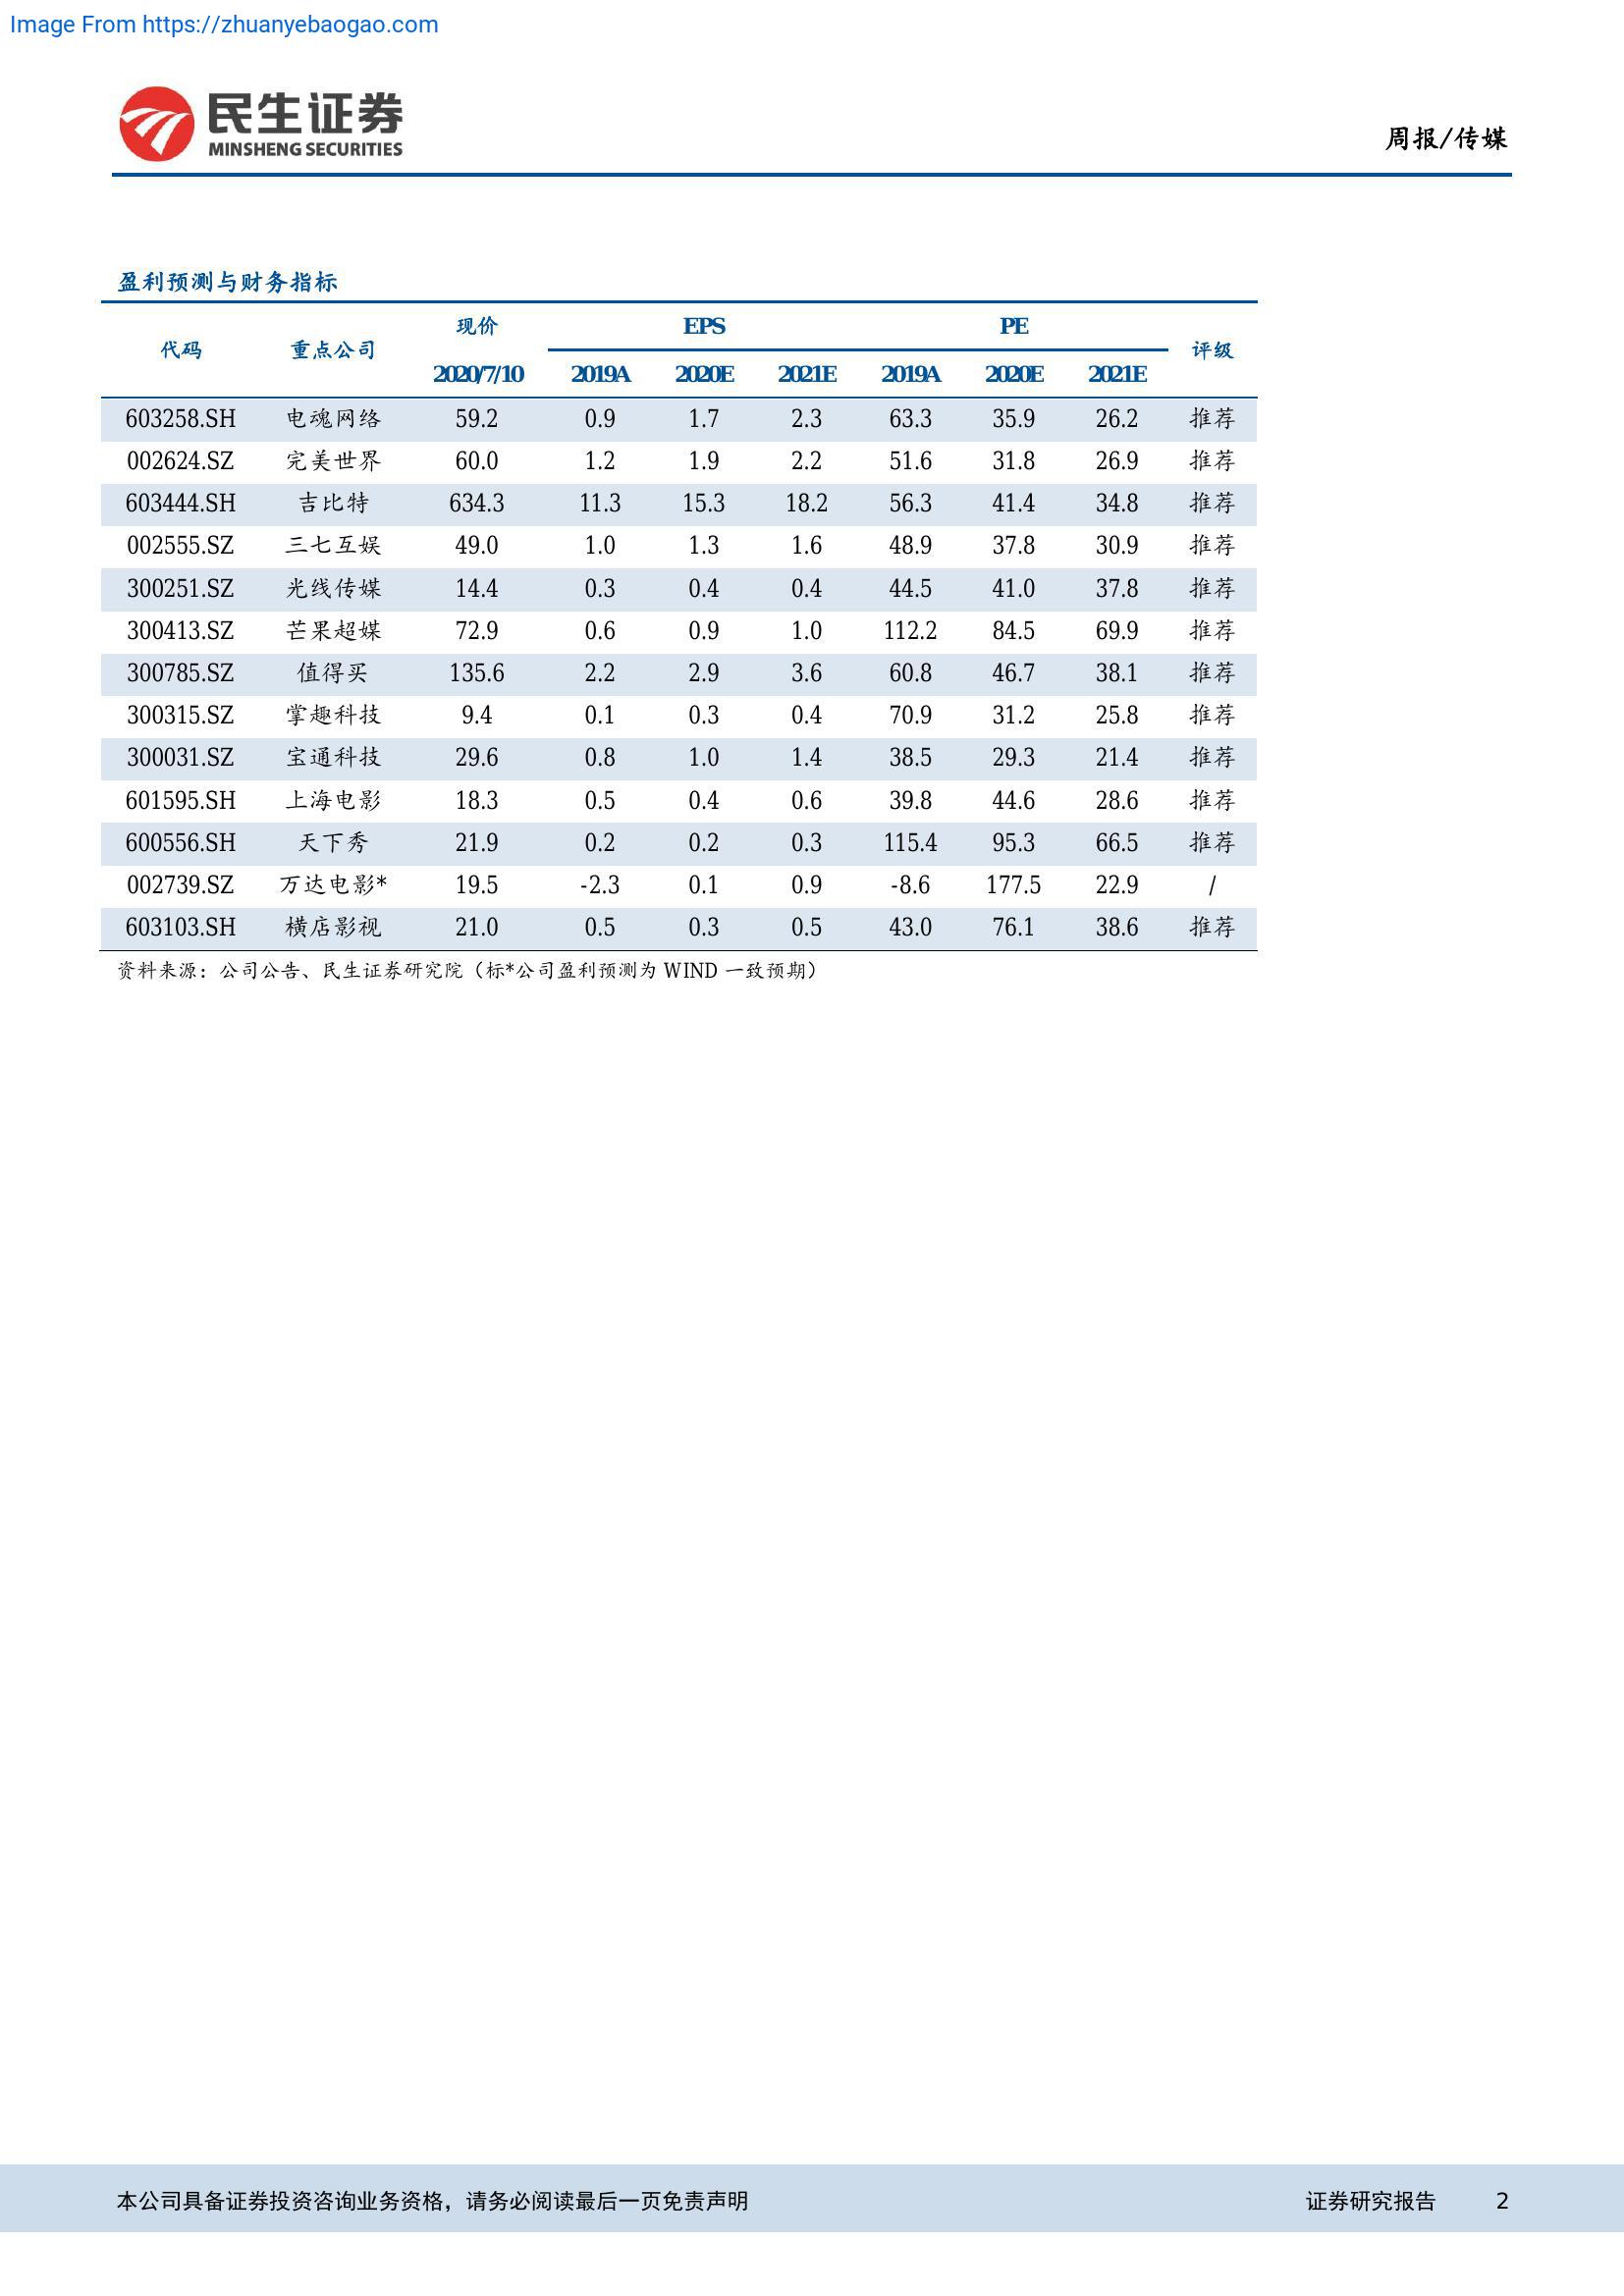 Image From https://zhuanyebaogao.com
民生证券
MINSHENG SECURITIES
周报/传媒
盈利预测与财务指标
代码 重点公司 现价 EPS PE 评级
2020/7/10 2019A 2020E 2021E 2019A 2020E 2021E
603258.SH 电魂网络 59.2 0.9 1.7 2.3 63.3 35.9 26.2 推荐
002624.SZ 完美世界 60.0 1.2 1.9 2.2 51.6 31.8 26.9 推荐
603444.SH 吉比特 634.3 11.3 15.3 18.2 56.3 41.4 34.8 推荐
002555.SZ 三七互娱 49.0 1.0 1.3 1.6 48.9 37.8 30.9 推荐
300251.SZ 光线传媒 14.4 0.3 0.4 0.4 44.5 41.0 37.8 推荐
300413.SZ 芒果超媒 72.9 0.6 0.9 1.0 112.2 84.5 69.9 推荐
300785.SZ 值得买 135.6 2.2 2.9 3.6 60.8 46.7 38.1 推荐
300315.SZ 掌趣科技 9.4 0.1 0.3 0.4 70.9 31.2 25.8 推荐
300031.SZ 宝通科技 29.6 0.8 1.0 1.4 38.5 29.3 21.4 推荐
601595.SH 上海电影 18.3 0.5 0.4 0.6 39.8 44.6 28.6 推荐
600556.SH 天下秀 21.9 0.2 0.2 0.3 115.4 95.3 66.5 推荐
002739.SZ 万达电影* 19.5 -2.3 0.1 0.9 -8.6 177.5 22.9 /
603103.SH 横店影视 21.0 0.5 0.3 0.5 43.0 76.1 38.6 推荐
资料来源：公司公告、民生证券研究院（标*公司盈利预测为 WIND 一致预期）
本公司具备证券投资咨询业务资格，请务必阅读最后一页免责声明 证券研究报告 2